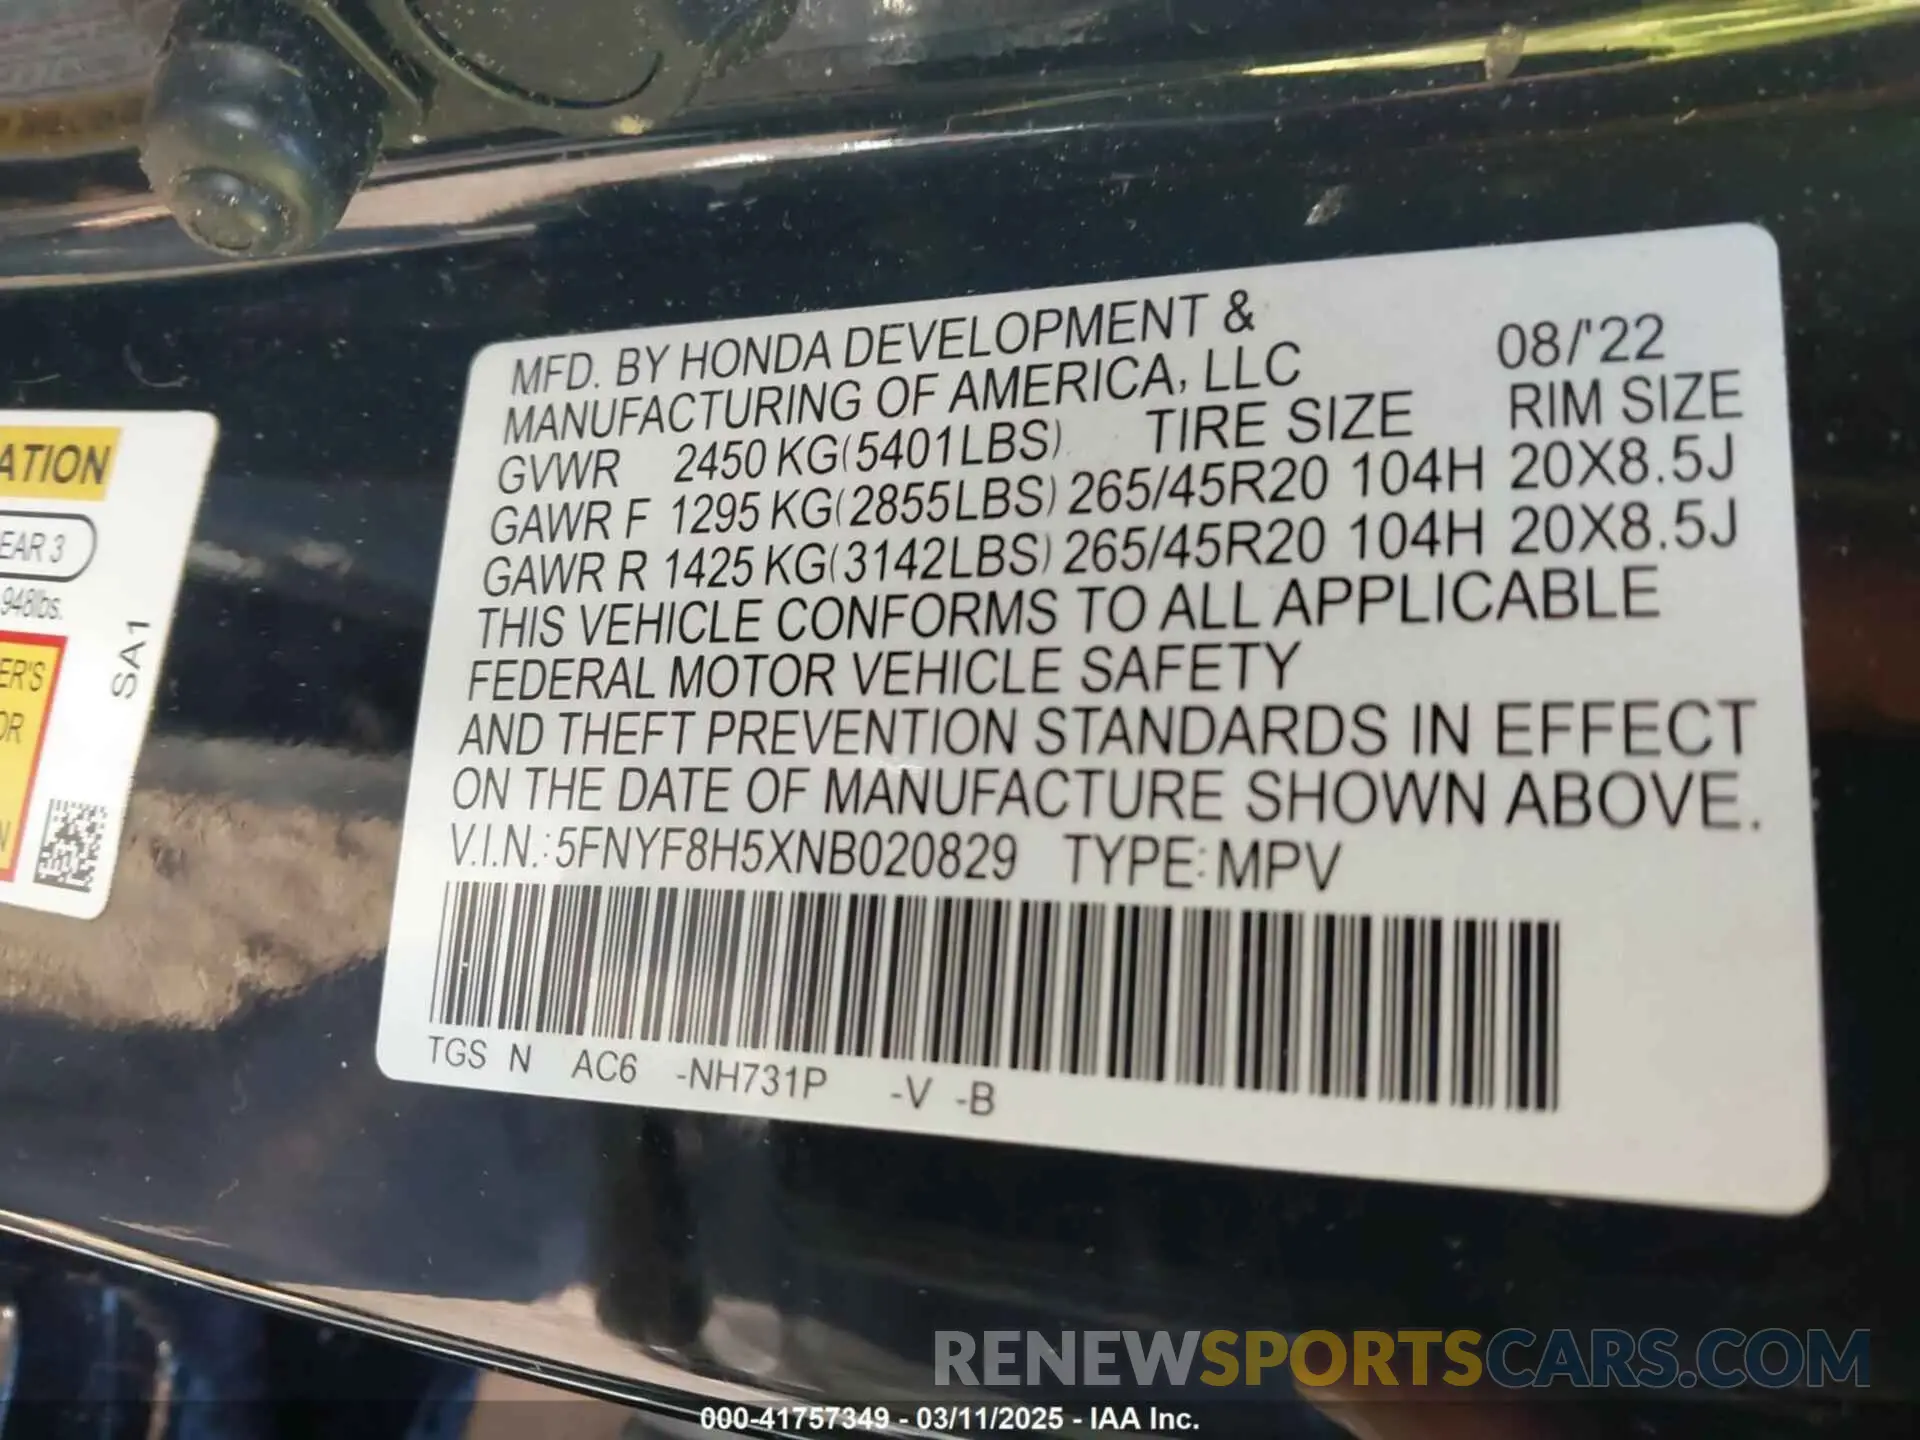 MFD. BY HONDA DEVELOPMENT &
MANUFACTURING OF AMERICA, LLC 08/'22
GVWR 2450 KG(5401LBS) TIRE SIZE RIM SIZE
GAWR F 1295 KG(2855LBS) 265/45R20 104H 20X8.5J
GAWR R 1425 KG(3142LBS) 265/45R20 104H 20X8.5J
THIS VEHICLE CONFORMS TO ALL APPLICABLE
FEDERAL MOTOR VEHICLE SAFETY
AND THEFT PREVENTION STANDARDS IN EFFECT
ON THE DATE OF MANUFACTURE SHOWN ABOVE.
V.I.N.: 5FNYF8H5XNB020829 TYPE: MPV
TGS N AC6 -NH731P -V -B
ATION
EAR 3
948lbs.
ER'S
OR
N
SA1
RENEWSPORTSCARS.COM
000-41757349 - 03/11/2025 - IAA Inc.